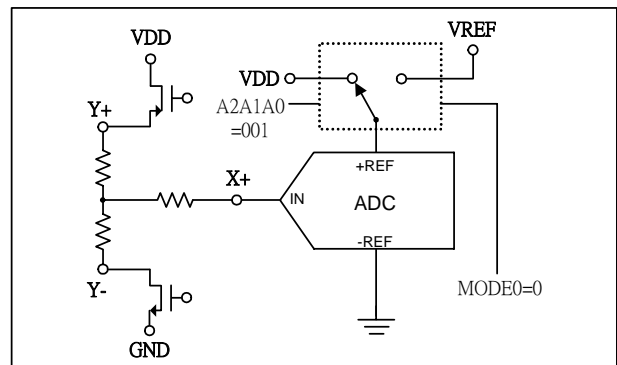 VDD
VREF
VDD
Y+
A2A1A0
=001
+REF
X+
IN
ADC
-REF
Y-
MODE0=0
GND